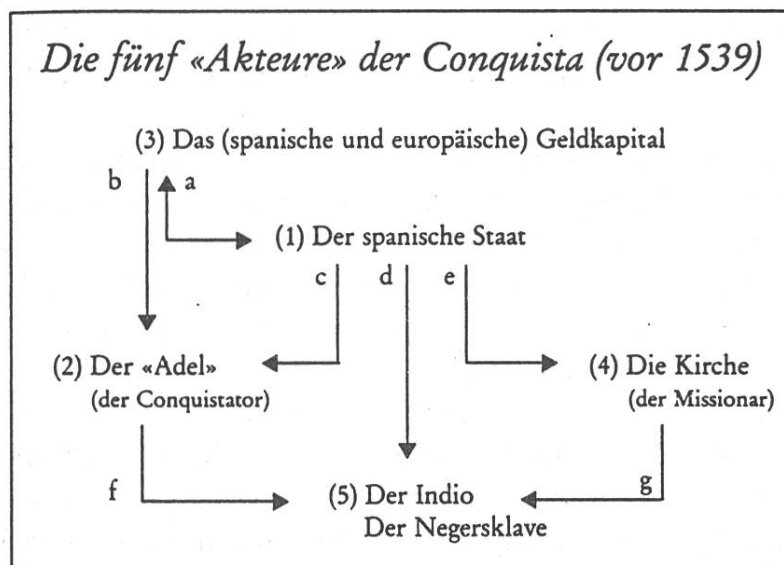 Die fünf «Akteure» der Conquista (vor 1539)
(3) Das (spanische und europäische) Geldkapital
b a
(1) Der spanische Staat
c d e
(2) Der «Adel» (4) Die Kirche
(der Conquistator) (der Missionar)
f (5) Der Indio g
Der Negersklave